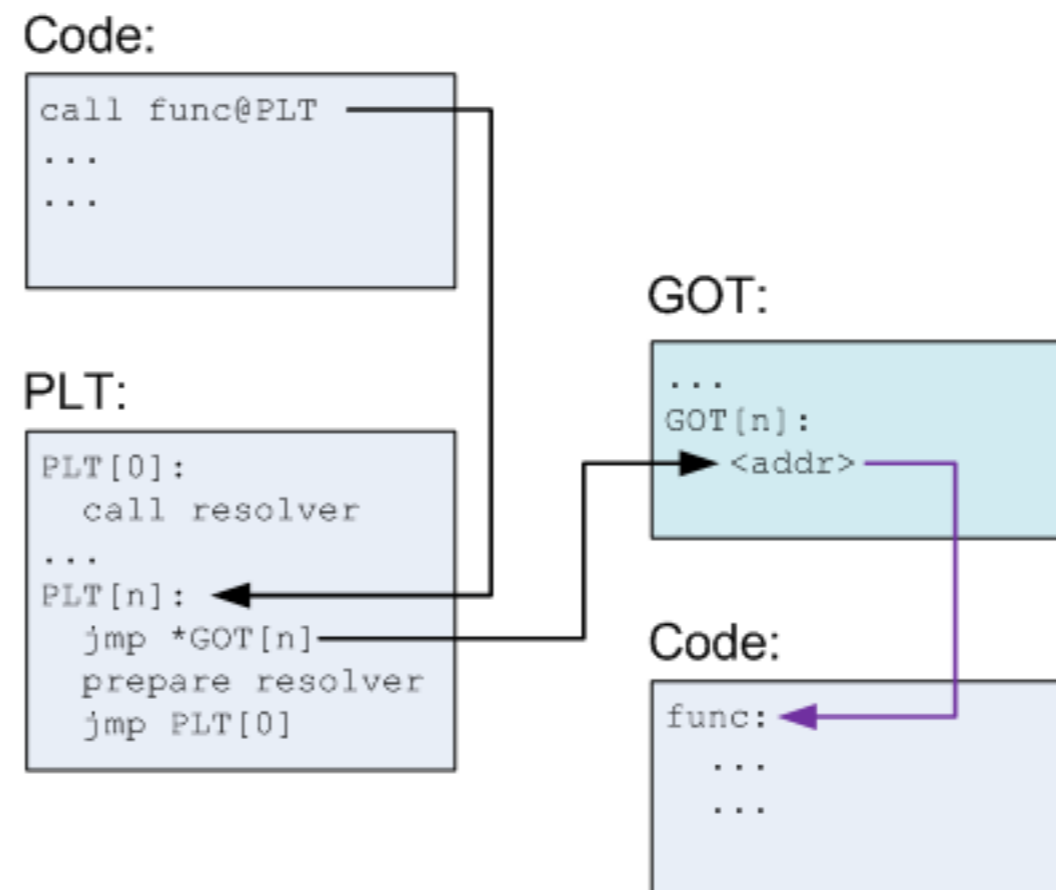 Code:
call func@PLT
...
...
PLT:
PLT[0]:
call resolver
...
PLT[n]:
jmp *GOT[n]
prepare resolver
jmp PLT[0]
GOT:
...
GOT[n]:
<addr>
Code:
func:
...
...